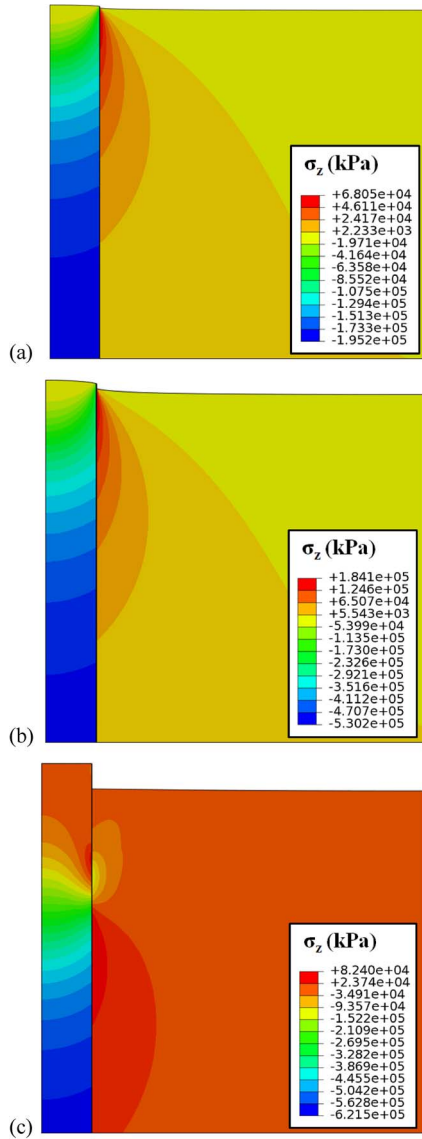 σz (kPa)
+6.805e+04
+4.611e+04
+2.417e+04
+2.233e+03
-1.971e+04
-4.164e+04
-6.358e+04
-8.552e+04
-1.075e+05
-1.294e+05
-1.513e+05
-1.733e+05
-1.952e+05
(a)
σz (kPa)
+1.841e+05
+1.246e+05
+6.507e+04
+5.543e+03
-5.399e+04
-1.135e+05
-1.730e+05
-2.326e+05
-2.921e+05
-3.516e+05
-4.112e+05
-4.707e+05
-5.302e+05
(b)
σz (kPa)
+8.240e+04
+2.374e+04
-3.491e+04
-9.357e+04
-1.522e+05
-2.109e+05
-2.695e+05
-3.282e+05
-3.869e+05
-4.455e+05
-5.042e+05
-5.628e+05
-6.215e+05
(c)